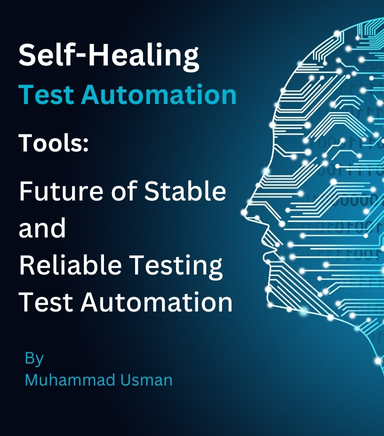 Self-Healing
Test Automation
Tools:
Future of Stable
and
Reliable Testing
Test Automation
By
Muhammad Usman